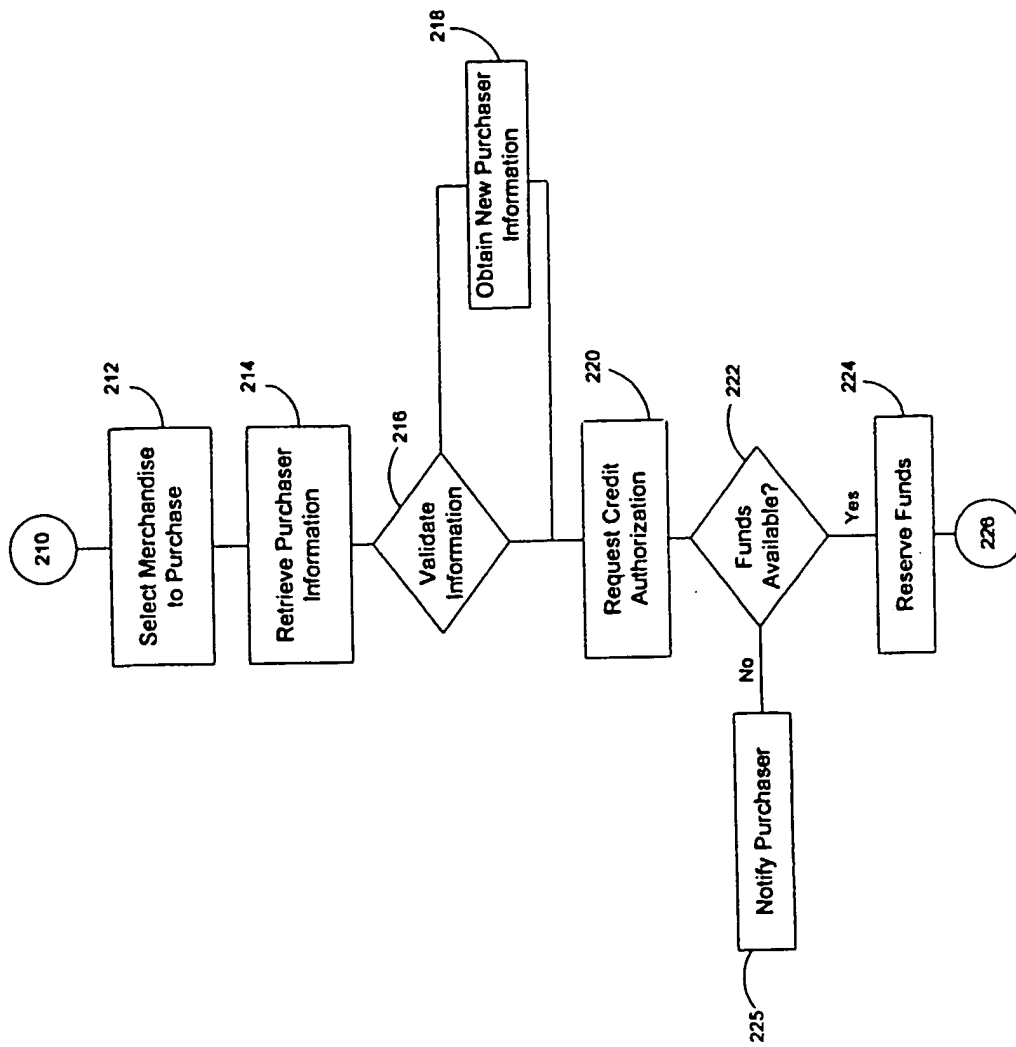 210
Select Merchandise
to Purchase
212
Retrieve Purchaser
Information
214
Validate
Information
216
Obtain New Purchaser
Information
218
Request Credit
Authorization
220
Funds
Available?
222
No
Yes
Notify Purchaser
225
Reserve Funds
224
226